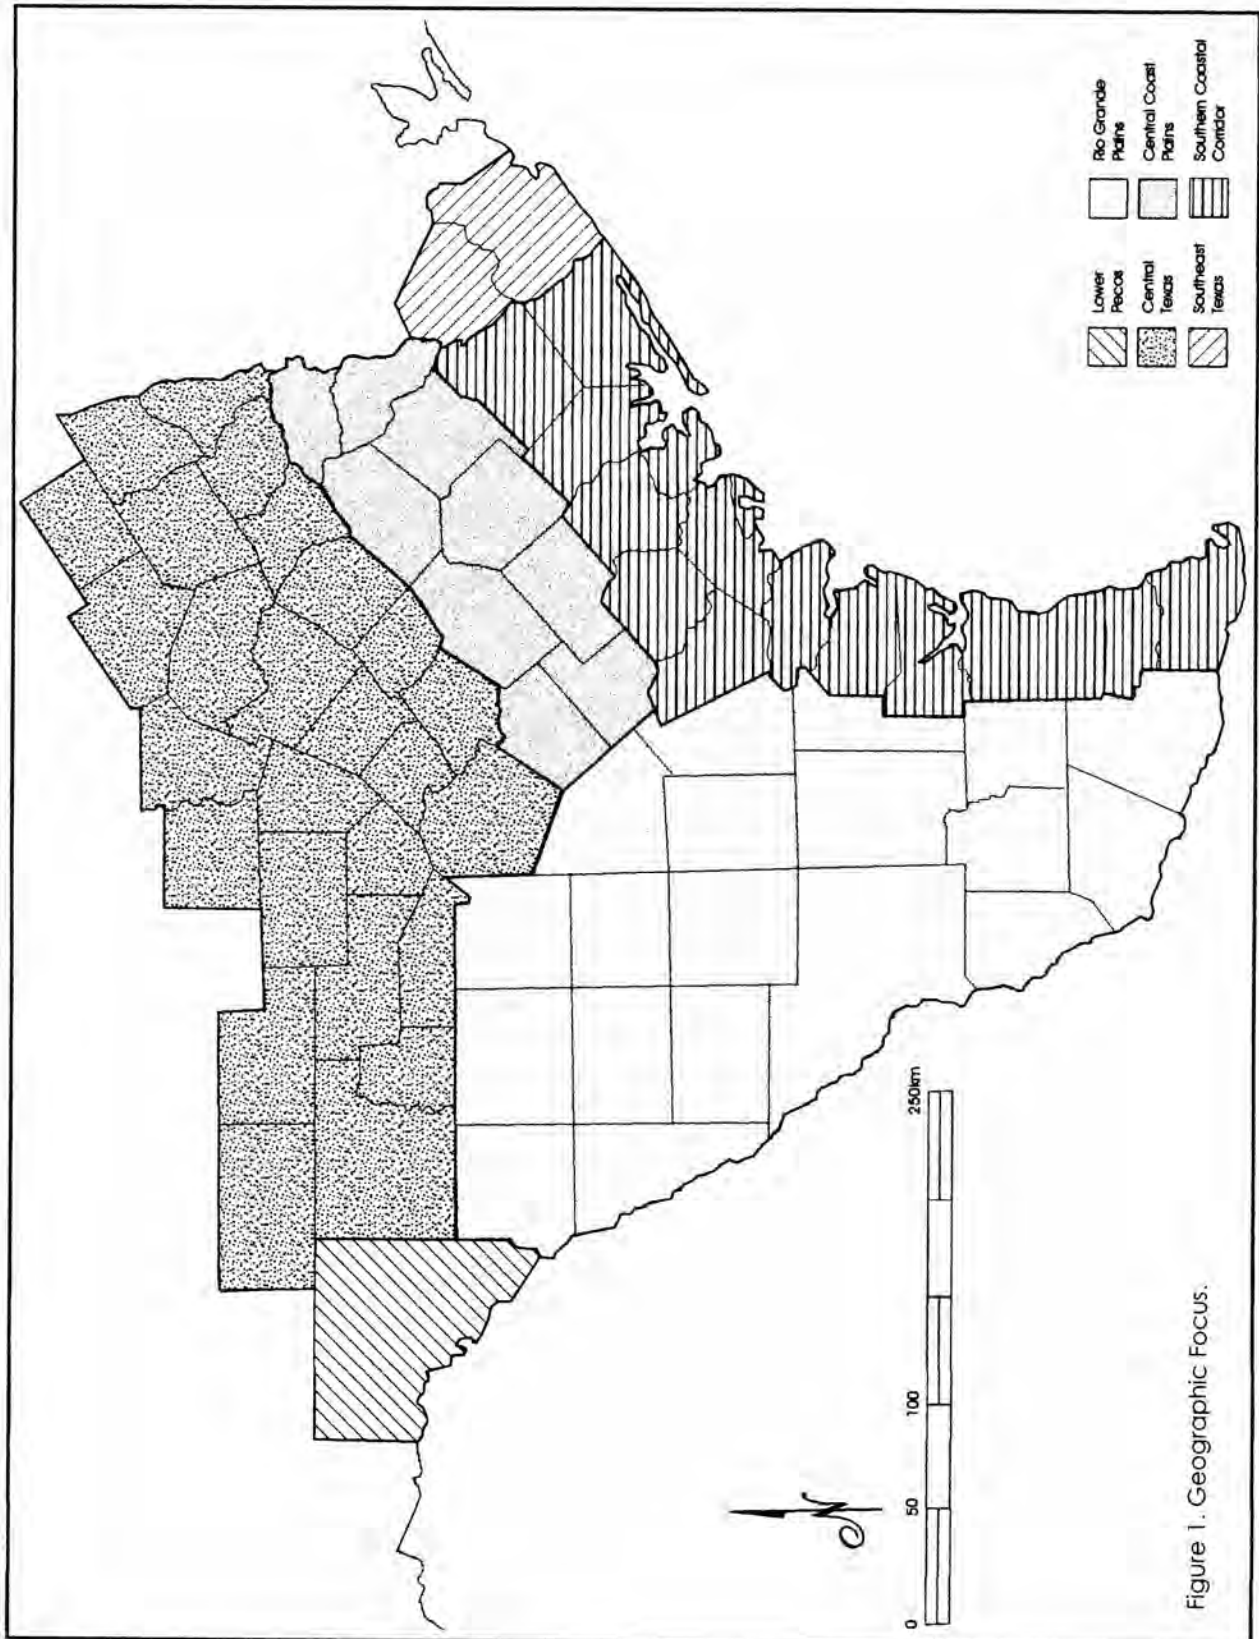 Lower
Pecos
Rio Grande
Plains
Central
Texas
Central Coast
Plains
Southeast
Texas
Southern Coastal
Corridor
0
50
100
250km
N
Figure 1. Geographic Focus.